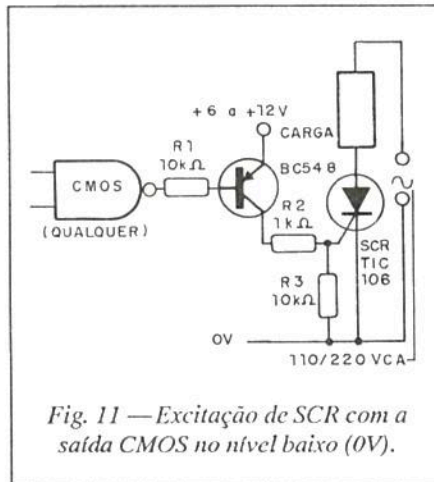 +6 a +12V
CARGA
R1
10kΩ
BC548
CMOS
(QUALQUER)
R2
1kΩ
SCR
TIC
106
R3
10kΩ
0V
110/220 VCA
Fig. 11 — Excitação de SCR com a
saída CMOS no nível baixo (0V).